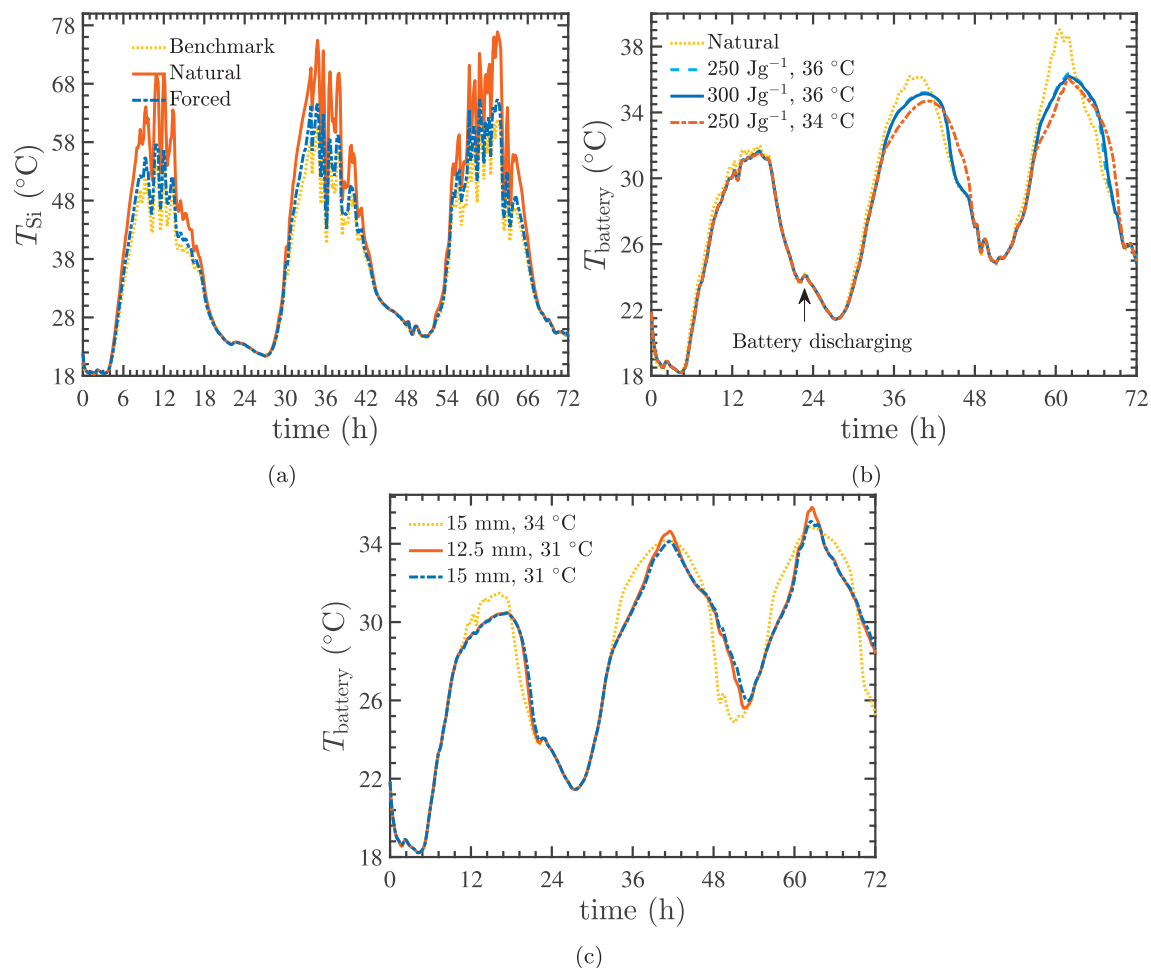 78
68
58
48
38
28
18
T_Si (°C)
Benchmark
Natural
Forced
0 6 12 18 24 30 36 42 48 54 60 66 72
time (h)
(a)
38
34
30
26
22
18
T_battery (°C)
Natural
250 Jg⁻¹, 36 °C
300 Jg⁻¹, 36 °C
250 Jg⁻¹, 34 °C
Battery discharging
0 12 24 36 48 60 72
time (h)
(b)
34
30
26
22
18
T_battery (°C)
15 mm, 34 °C
12.5 mm, 31 °C
15 mm, 31 °C
0 12 24 36 48 60 72
time (h)
(c)